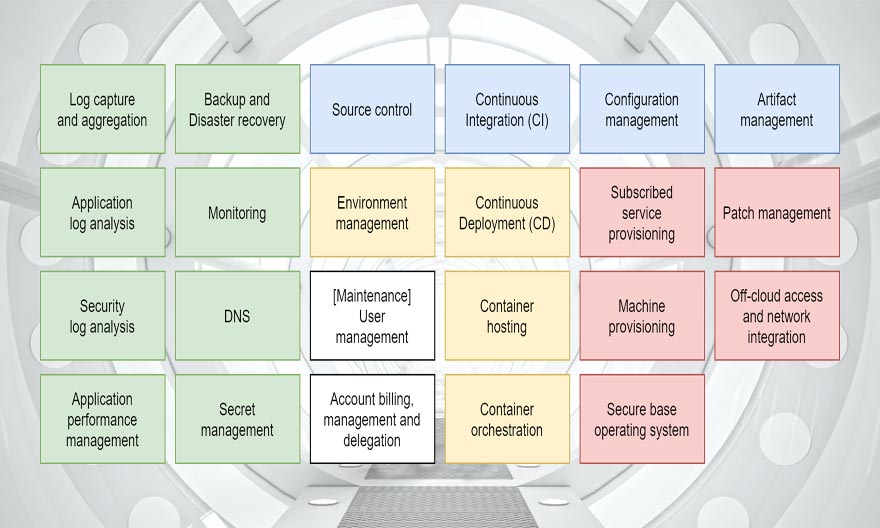 Log capture
and aggregation
Backup and
Disaster recovery
Source control
Continuous
Integration (CI)
Configuration
management
Artifact
management
Application
log analysis
Monitoring
Environment
management
Continuous
Deployment (CD)
Subscribed
service
provisioning
Patch management
Security
log analysis
DNS
[Maintenance]
User
management
Container
hosting
Machine
provisioning
Off-cloud access
and network
integration
Application
performance
management
Secret
management
Account billing,
management and
delegation
Container
orchestration
Secure base
operating system